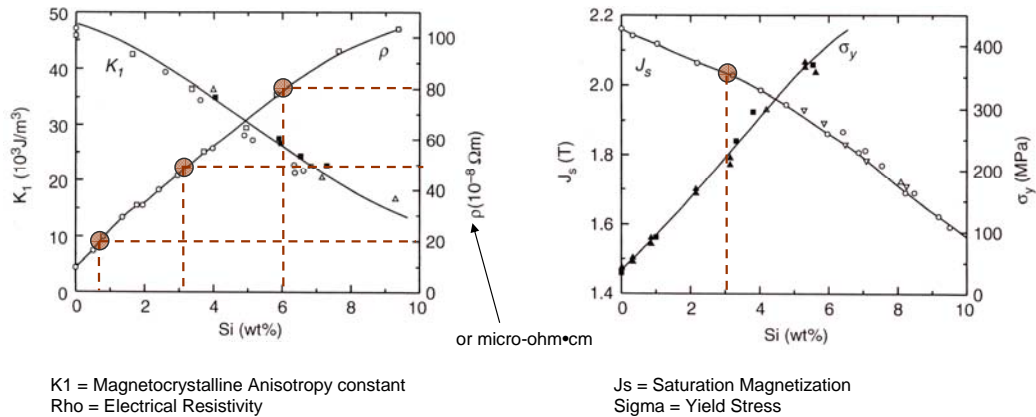 50
40
30
20
10
0
K₁ (10³J/m³)
K₁
ρ
100
80
60
40
20
0
ρ(10⁻⁸ Ωm)
0
2
4
6
8
10
Si (wt%)
or micro-ohm•cm
K1 = Magnetocrystalline Anisotropy constant
Rho = Electrical Resistivity
2.2
2.0
1.8
1.6
1.4
Jₛ (T)
Jₛ
σᵧ
400
300
200
100
0
σᵧ (MPa)
0
2
4
6
8
10
Si (wt%)
Js = Saturation Magnetization
Sigma = Yield Stress